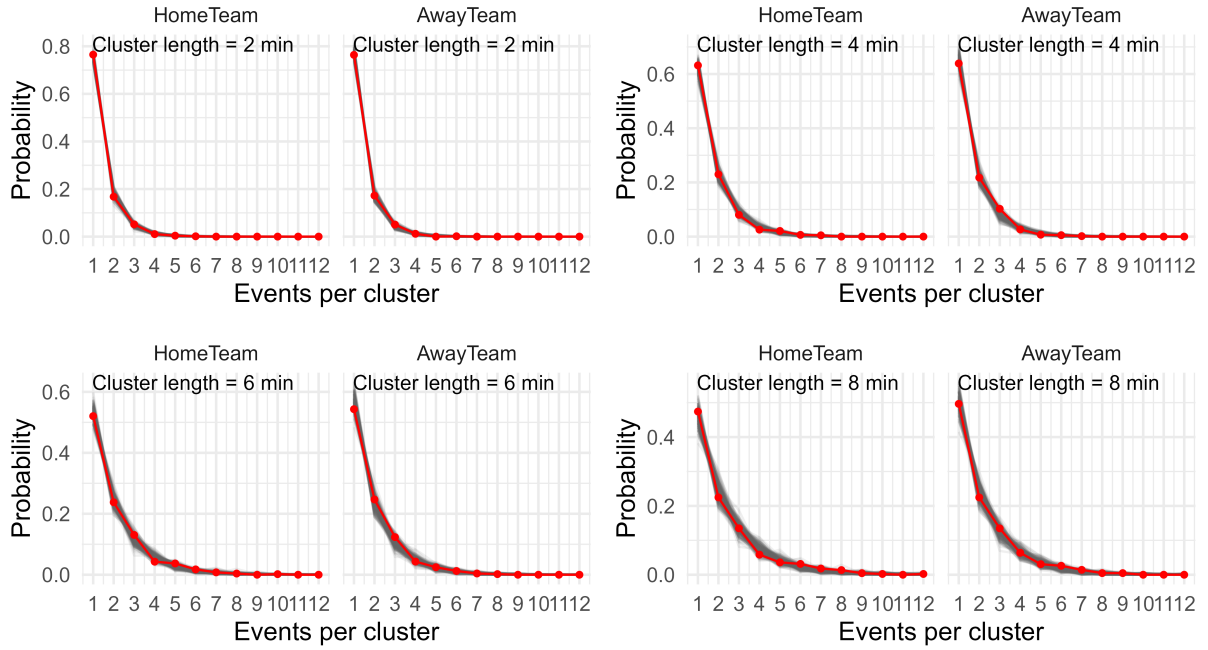 HomeTeam AwayTeam
Cluster length = 2 min Cluster length = 2 min
0.8
0.6
0.4
0.2
0.0
Probability
1 2 3 4 5 6 7 8 9 10 11 12 1 2 3 4 5 6 7 8 9 10 11 12
Events per cluster
HomeTeam AwayTeam
Cluster length = 4 min Cluster length = 4 min
0.6
0.4
0.2
0.0
Probability
1 2 3 4 5 6 7 8 9 10 11 12 1 2 3 4 5 6 7 8 9 10 11 12
Events per cluster
HomeTeam AwayTeam
Cluster length = 6 min Cluster length = 6 min
0.6
0.4
0.2
0.0
Probability
1 2 3 4 5 6 7 8 9 10 11 12 1 2 3 4 5 6 7 8 9 10 11 12
Events per cluster
HomeTeam AwayTeam
Cluster length = 8 min Cluster length = 8 min
0.4
0.2
0.0
Probability
1 2 3 4 5 6 7 8 9 10 11 12 1 2 3 4 5 6 7 8 9 10 11 12
Events per cluster